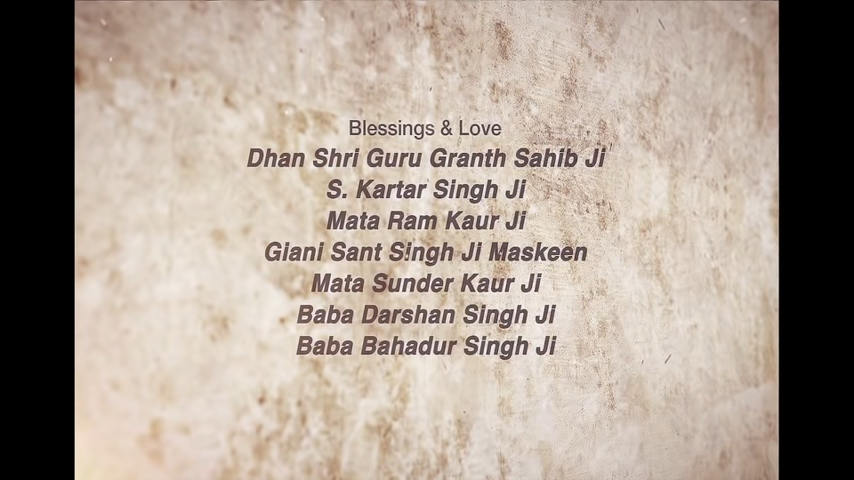 Blessings & Love
Dhan Shri Guru Granth Sahib Ji
S. Kartar Singh Ji
Mata Ram Kaur Ji
Giani Sant Singh Ji Maskeen
Mata Sunder Kaur Ji
Baba Darshan Singh Ji
Baba Bahadur Singh Ji